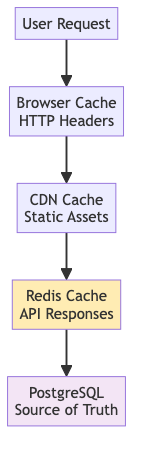 User Request
Browser Cache
HTTP Headers
CDN Cache
Static Assets
Redis Cache
API Responses
PostgreSQL
Source of Truth